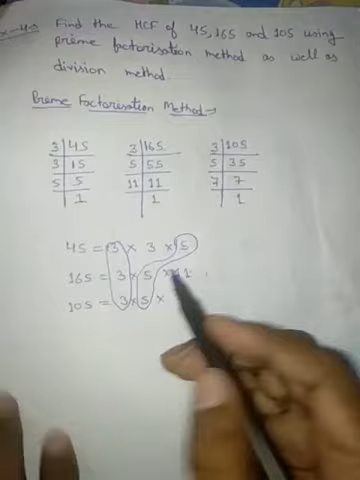 Find the HCF of 45, 165 and 105 using
prime factorisation method as well as
division method.
Prime Factorisation Method→
3 45
3 15
5 5
1
3 165
5 55
11 11
1
3 105
5 35
7 7
1
45 = 3 × 3 × 5
165 = 3 × 5 ×
105 = 3 × 5 ×